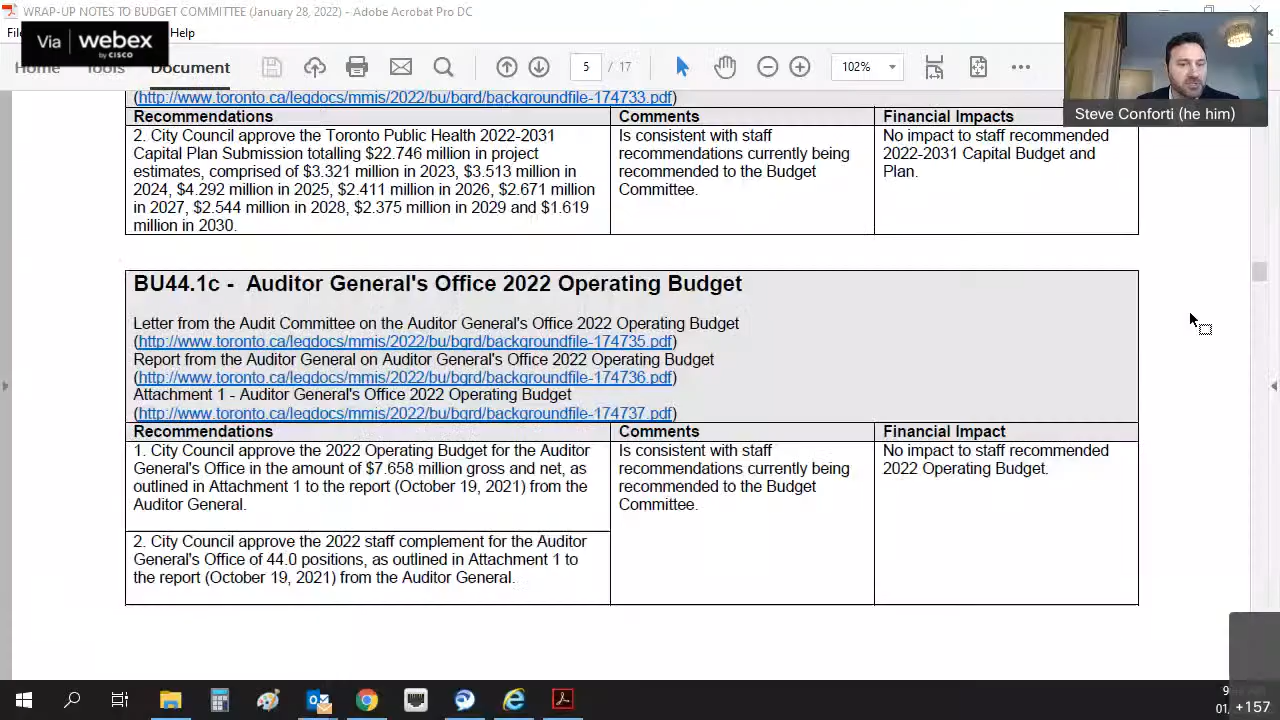 WRAP-UP NOTES TO BUDGET COMMITTEE (January 28, 2022) - Adobe Acrobat Pro DC
Help
Via webex
by CISCO
Home Tools Document
5 / 17
102%
Steve Conforti (he him)
(http://www.toronto.ca/legdocs/mmis/2022/bu/bgrd/backgroundfile-174733.pdf)
Recommendations Comments Financial Impacts
2. City Council approve the Toronto Public Health 2022-2031
Capital Plan Submission totalling $22.746 million in project
estimates, comprised of $3.321 million in 2023, $3.513 million in
2024, $4.292 million in 2025, $2.411 million in 2026, $2.671 million
in 2027, $2.544 million in 2028, $2.375 million in 2029 and $1.619
million in 2030.
Is consistent with staff
recommendations currently being
recommended to the Budget
Committee.
No impact to staff recommended
2022-2031 Capital Budget and
Plan.
BU44.1c - Auditor General's Office 2022 Operating Budget
Letter from the Audit Committee on the Auditor General's Office 2022 Operating Budget
(http://www.toronto.ca/legdocs/mmis/2022/bu/bgrd/backgroundfile-174735.pdf)
Report from the Auditor General on Auditor General's Office 2022 Operating Budget
(http://www.toronto.ca/legdocs/mmis/2022/bu/bgrd/backgroundfile-174736.pdf)
Attachment 1 - Auditor General's Office 2022 Operating Budget
(http://www.toronto.ca/legdocs/mmis/2022/bu/bgrd/backgroundfile-174737.pdf)
Recommendations Comments Financial Impact
1. City Council approve the 2022 Operating Budget for the Auditor
General's Office in the amount of $7.658 million gross and net, as
outlined in Attachment 1 to the report (October 19, 2021) from the
Auditor General.
Is consistent with staff
recommendations currently being
recommended to the Budget
Committee.
No impact to staff recommended
2022 Operating Budget.
2. City Council approve the 2022 staff complement for the Auditor
General's Office of 44.0 positions, as outlined in Attachment 1 to
the report (October 19, 2021) from the Auditor General.
+157